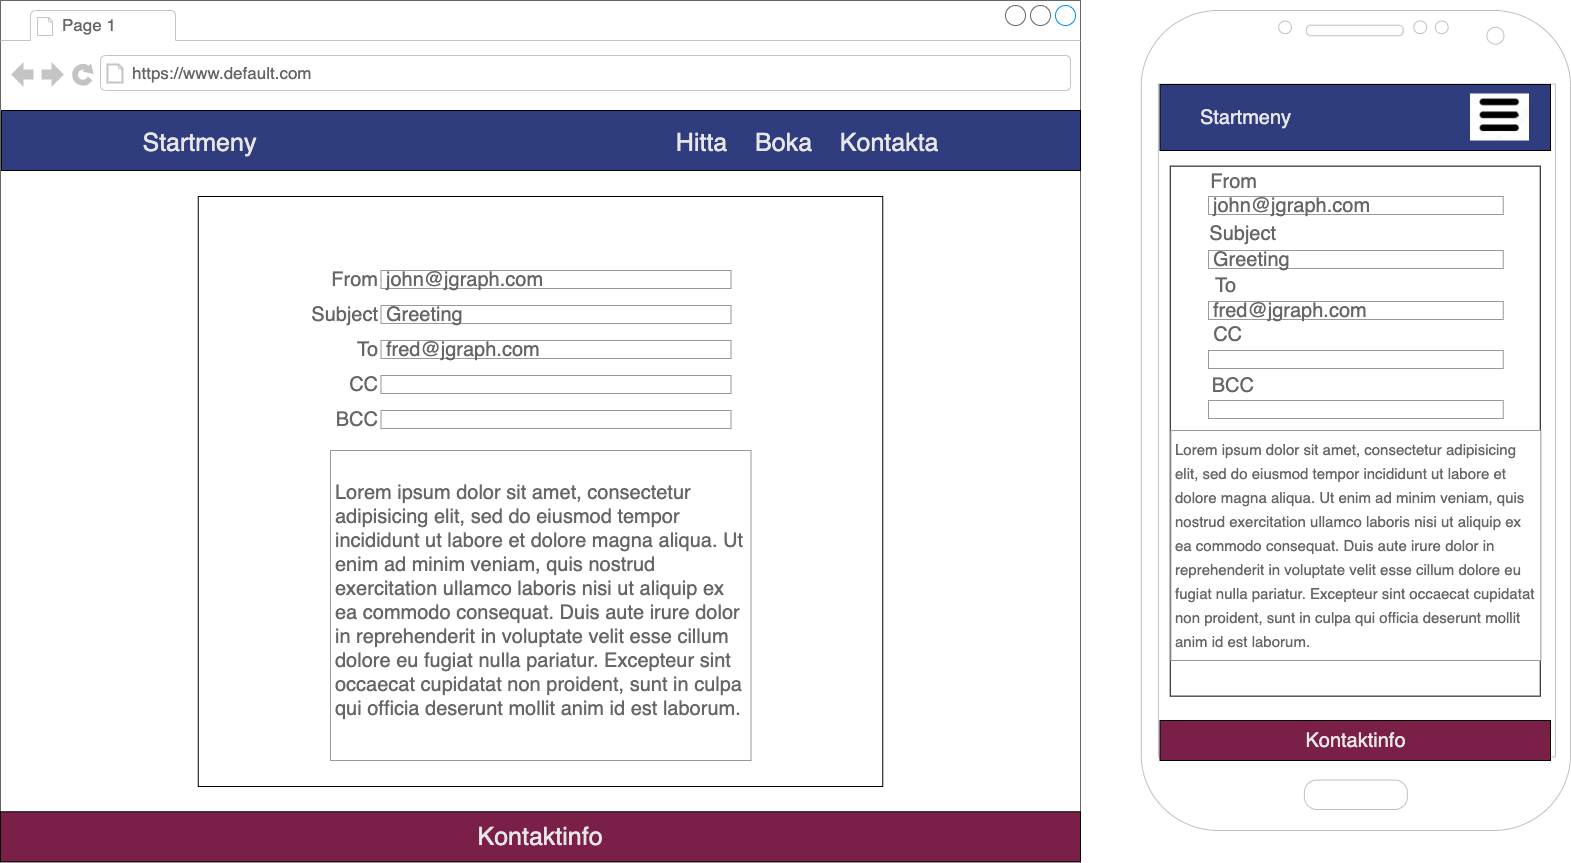 Page 1
https://www.default.com
Startmeny Hitta Boka Kontakta
From john@jgraph.com
Subject Greeting
To fred@jgraph.com
CC
BCC
Lorem ipsum dolor sit amet, consectetur
adipisicing elit, sed do eiusmod tempor
incididunt ut labore et dolore magna aliqua. Ut
enim ad minim veniam, quis nostrud
exercitation ullamco laboris nisi ut aliquip ex
ea commodo consequat. Duis aute irure dolor
in reprehenderit in voluptate velit esse cillum
dolore eu fugiat nulla pariatur. Excepteur sint
occaecat cupidatat non proident, sunt in culpa
qui officia deserunt mollit anim id est laborum.
Kontaktinfo
Startmeny
From
john@jgraph.com
Subject
Greeting
To
fred@jgraph.com
CC
BCC
Lorem ipsum dolor sit amet, consectetur adipisicing
elit, sed do eiusmod tempor incididunt ut labore et
dolore magna aliqua. Ut enim ad minim veniam, quis
nostrud exercitation ullamco laboris nisi ut aliquip ex
ea commodo consequat. Duis aute irure dolor in
reprehenderit in voluptate velit esse cillum dolore eu
fugiat nulla pariatur. Excepteur sint occaecat cupidatat
non proident, sunt in culpa qui officia deserunt mollit
anim id est laborum.
Kontaktinfo